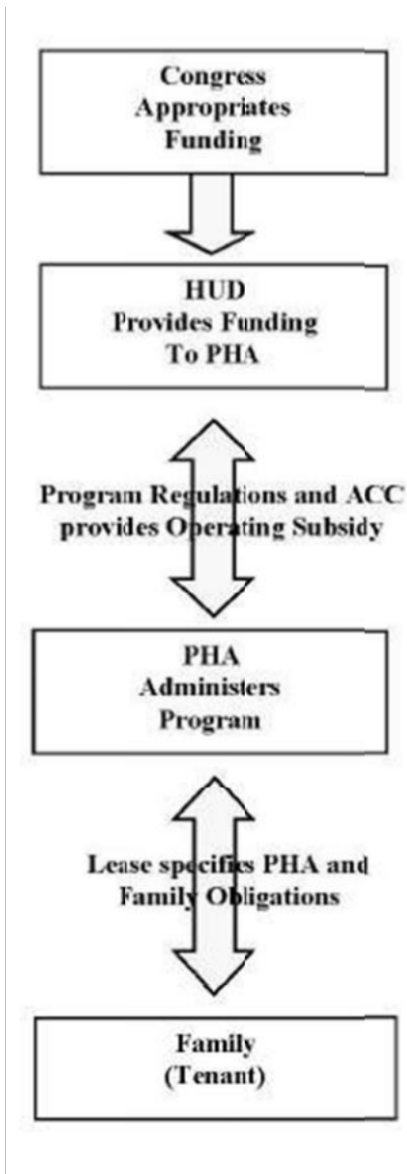 Congress
Appropriates
Funding
HUD
Provides Funding
To PHA
Program Regulations and ACC
provides Operating Subsidy
PHA
Administers
Program
Lease specifics PHA and
Family Obligations
Family
(Tenant)